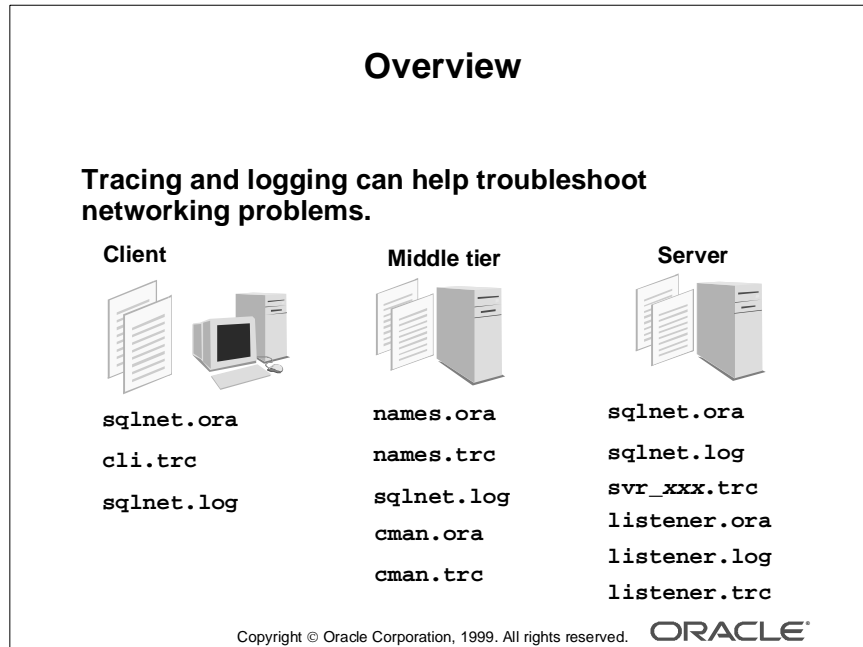 Overview
Tracing and logging can help troubleshoot
networking problems.
Client
sqlnet.ora
cli.trc
sqlnet.log
Middle tier
names.ora
names.trc
sqlnet.log
cman.ora
cman.trc
Server
sqlnet.ora
sqlnet.log
svr_xxx.trc
listener.ora
listener.log
listener.trc
Copyright © Oracle Corporation, 1999. All rights reserved. ORACLE®